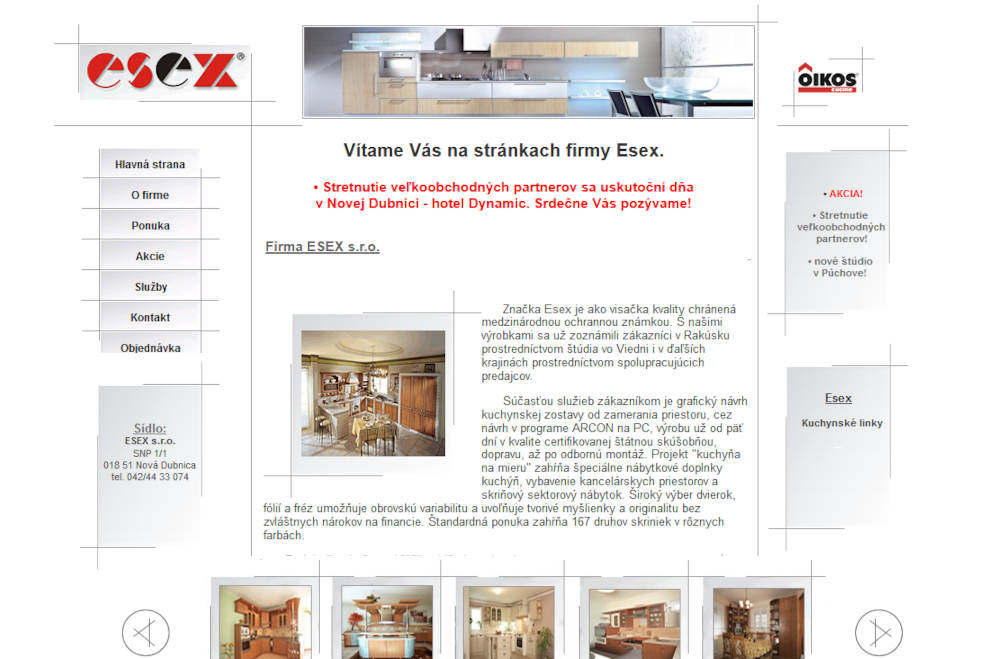 esex®
ÔIKOS
cucine
Hlavná strana
O firme
Ponuka
Akcie
Služby
Kontakt
Objednávka
Sídlo:
ESEX s.r.o.
SNP 1/1
018 51 Nová Dubnica
tel. 042/44 33 074
Vítame Vás na stránkach firmy Esex.
• Stretnutie veľkoobchodných partnerov sa uskutoční dňa
v Novej Dubnici - hotel Dynamic. Srdečne Vás pozývame!
Firma ESEX s.r.o.
Značka Esex je ako visačka kvality chránená
medzinárodnou ochrannou známkou. S našimi
výrobkami sa už zoznámili zákazníci v Rakúsku
prostredníctvom štúdia vo Viedni i v ďaľších
krajinách prostredníctvom spolupracujúcich
predajcov.
Súčasťou služieb zákazníkom je grafický návrh
kuchynskej zostavy od zamerania priestoru, cez
návrh v programe ARCON na PC, výrobu už od päť
dní v kvalite certifikovanej štátnou skúšobňou,
dopravu, až po odbornú montáž. Projekt "kuchyňa
na mieru" zahŕňa špeciálne nábytkové doplnky
kuchýň, vybavenie kancelárskych priestorov a
skriňový sektorový nábytok. Široký výber dvierok,
fólií a fréz umožňuje obrovskú variabilitu a uvoľňuje tvorivé myšlienky a originalitu bez
zvláštnych nárokov na financie. Štandardná ponuka zahŕňa 167 druhov skriniek v rôznych
farbách.
• AKCIA!
• Stretnutie
veľkoobchodných
partnerov!
• nové štúdio
v Púchove!
Esex
Kuchynské linky